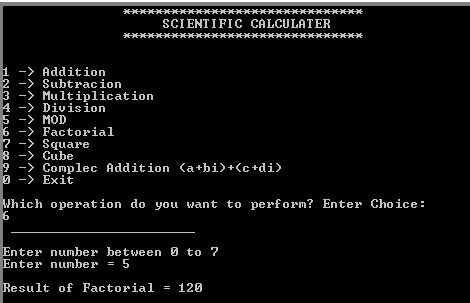 ******************************
SCIENTIFIC CALCULATER
******************************
1 -> Addition
2 -> Subtracion
3 -> Multiplication
4 -> Division
5 -> MOD
6 -> Factorial
7 -> Square
8 -> Cube
9 -> Complec Addition (a+bi)+(c+di)
0 -> Exit
Which operation do you want to perform? Enter Choice:
6
_______________________
Enter number between 0 to 7
Enter number = 5
Result of Factorial = 120